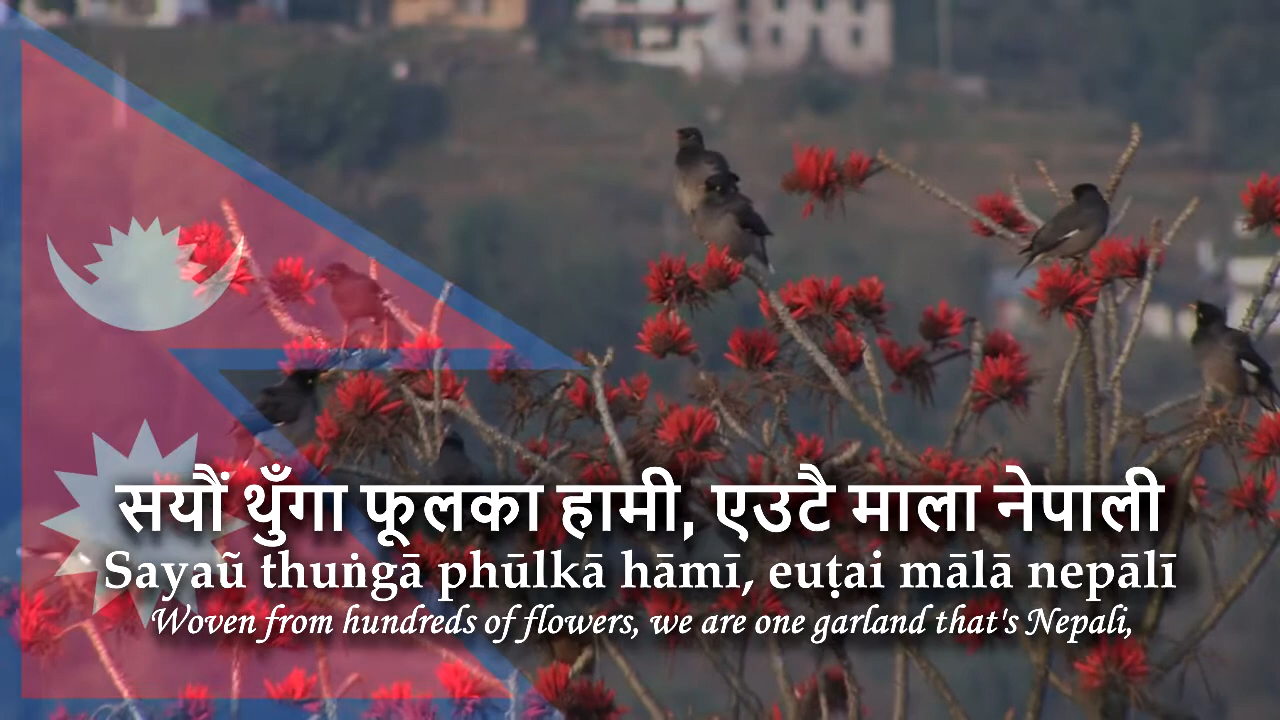 सयौं थुँगा फूलका हामी, एउटै माला नेपाली
Sayaũ thuṅgā phūlkā hāmī, euṭai mālā nepālī
Woven from hundreds of flowers, we are one garland that's Nepali,